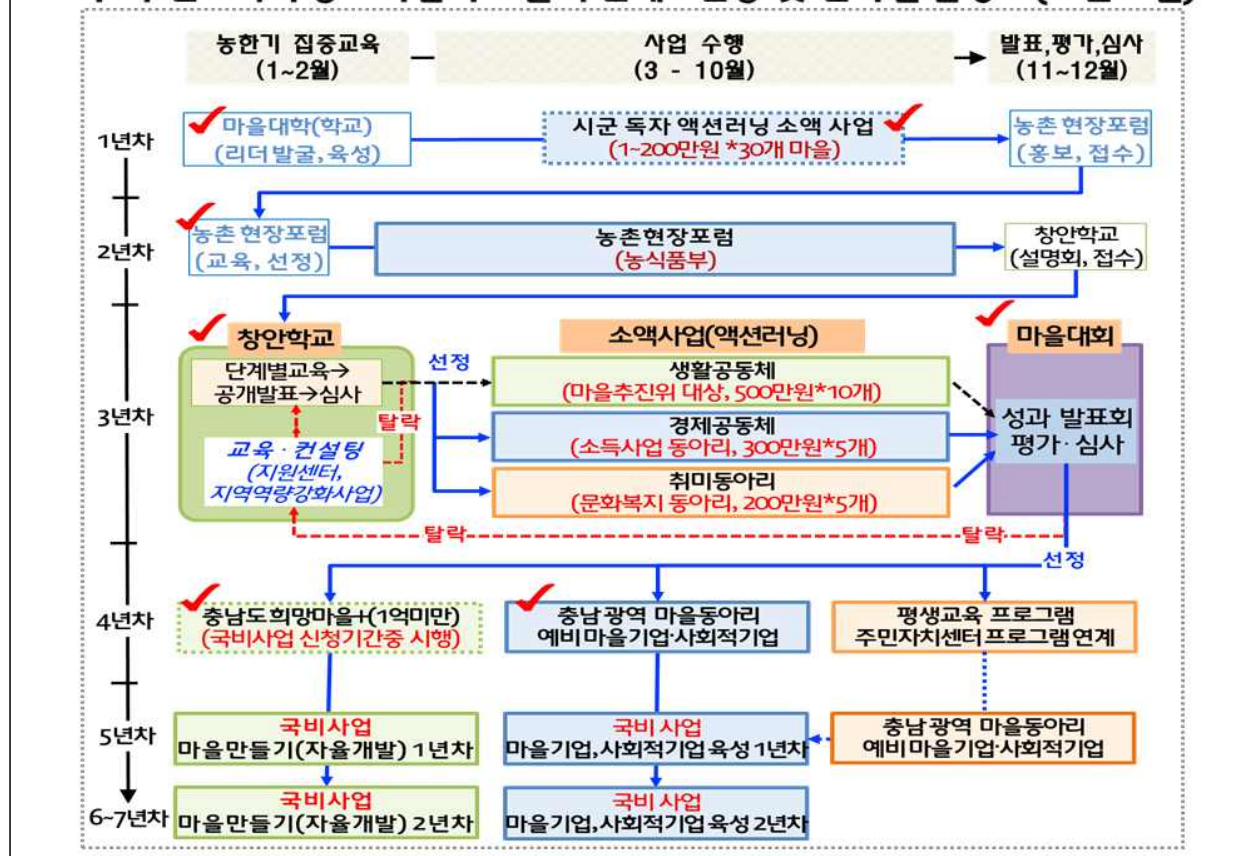 농한기 집중교육
(1~2월)
사업 수행
(3 - 10월)
발표,평가,심사
(11~12월)
1년차
마을대학(학교)
(리더 발굴, 육성)
시군 독자 액션러닝 소액 사업
(1~200만원 *30개 마을)
농촌 현장포럼
(홍보, 접수)
2년차
농촌 현장포럼
(교육, 선정)
농촌현장포럼
(농식품부)
창안학교
(설명회, 접수)
3년차
창안학교
단계별교육→
공개발표→심사
교육·컨설팅
(지원센터,
지역역량강화사업)
선정
탈락
소액사업(액션러닝)
생활공동체
(마을추진위 대상, 500만원*10개)
경제공동체
(소득사업 동아리, 300만원*5개)
취미동아리
(문화복지 동아리, 200만원*5개)
마을대회
성과 발표회
평가·심사
탈락
탈락
선정
4년차
충남도희망마을+(1억미만)
(국비사업 신청기간중 시행)
충남광역 마을동아리
예비마을기업·사회적기업
평생교육 프로그램
주민자치센터프로그램연계
5년차
국비사업
마을만들기(자율개발) 1년차
국비 사업
마을기업,사회적기업육성1년차
충남광역 마을동아리
예비마을기업·사회적기업
6~7년차
국비사업
마을만들기(자율개발) 2년차
국비 사업
마을기업,사회적기업육성2년차